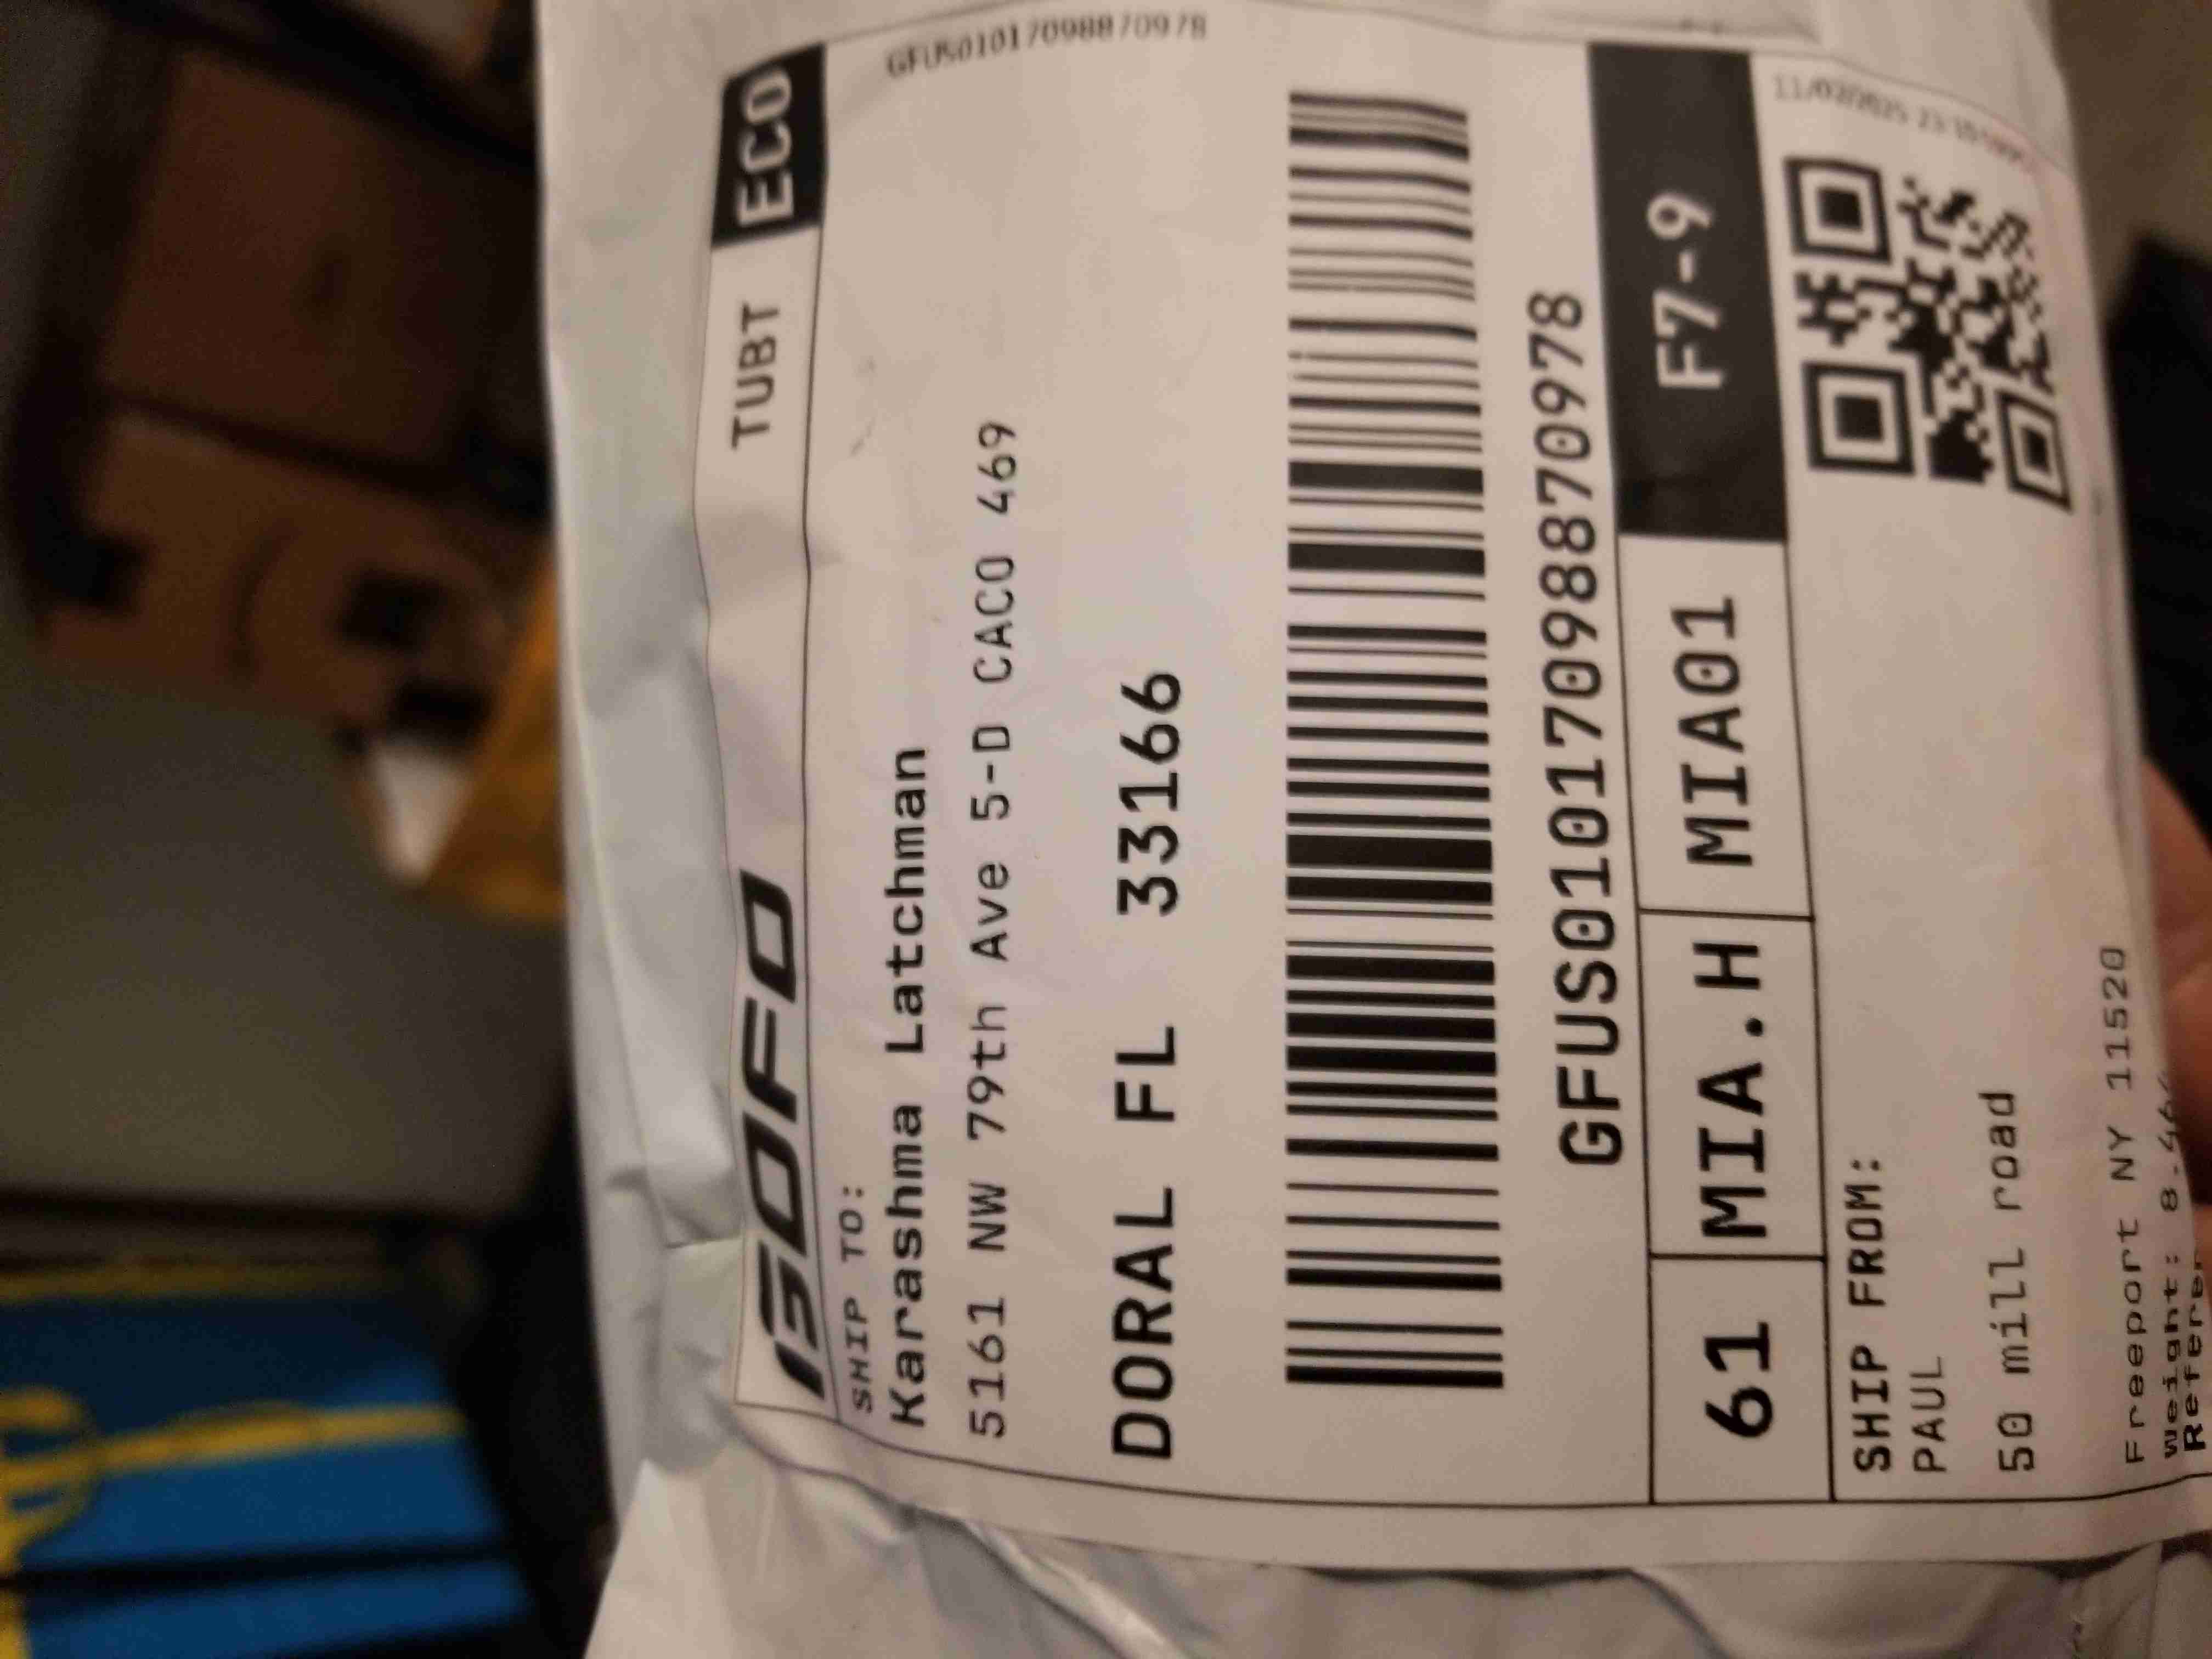 GOFO TUBT ECO
GFUS01017098870978
SHIP TO:
Karashma Latchman
5161 NW 79th Ave 5-D CACO 469
DORAL FL 33166
GFUS01017098870978
61 MIA.H MIA01 F7-9
SHIP FROM:
PAUL
50 mill road
Freeport NY 11520
Weight: